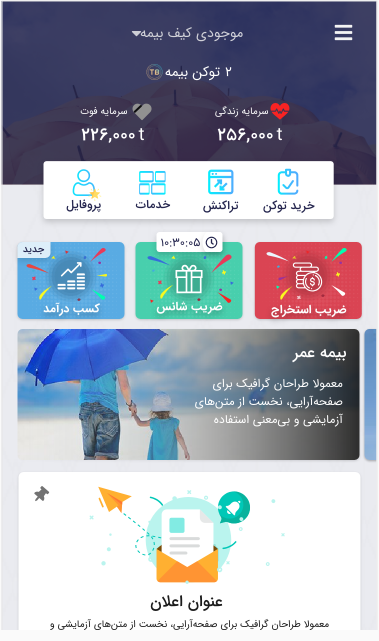 موجودی کیف بیمه
۲ توکن بیمه TB
سرمایه زندگی
۲۵۶,۰۰۰ t
سرمایه فوت
۲۲۶,۰۰۰ t
خرید توکن
تراکنش
خدمات
پروفایل
ضریب استخراج
۱۰:۳۰:۰۵
ضریب شانس
جدید
کسب درآمد
بیمه عمر
معمولا طراحان گرافیک برای
صفحه‌آرایی، نخست از متن‌های
آزمایشی و بی‌معنی استفاده
عنوان اعلان
معمولا طراحان گرافیک برای صفحه‌آرایی، نخست از متن‌های آزمایشی و